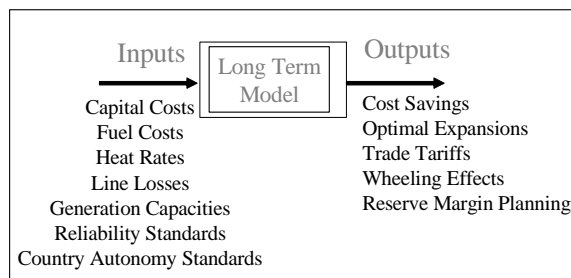 Inputs
Long Term
Model
Outputs
Capital Costs
Fuel Costs
Heat Rates
Line Losses
Generation Capacities
Reliability Standards
Country Autonomy Standards
Cost Savings
Optimal Expansions
Trade Tariffs
Wheeling Effects
Reserve Margin Planning